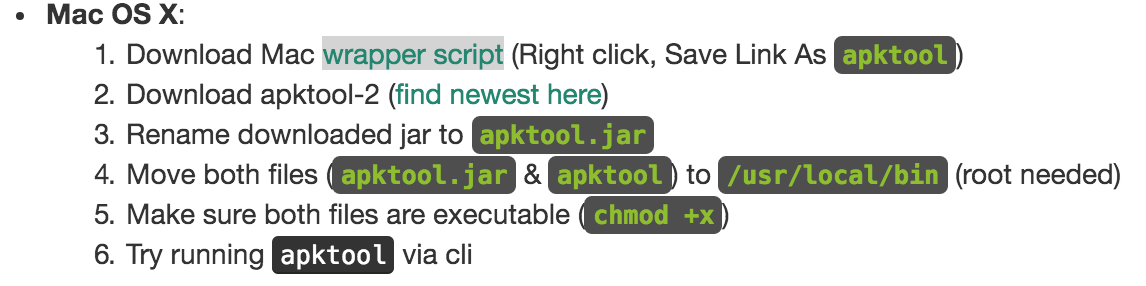 • Mac OS X:
1. Download Mac wrapper script (Right click, Save Link As apktool)
2. Download apktool-2 (find newest here)
3. Rename downloaded jar to apktool.jar
4. Move both files (apktool.jar & apktool) to /usr/local/bin (root needed)
5. Make sure both files are executable (chmod +x)
6. Try running apktool via cli